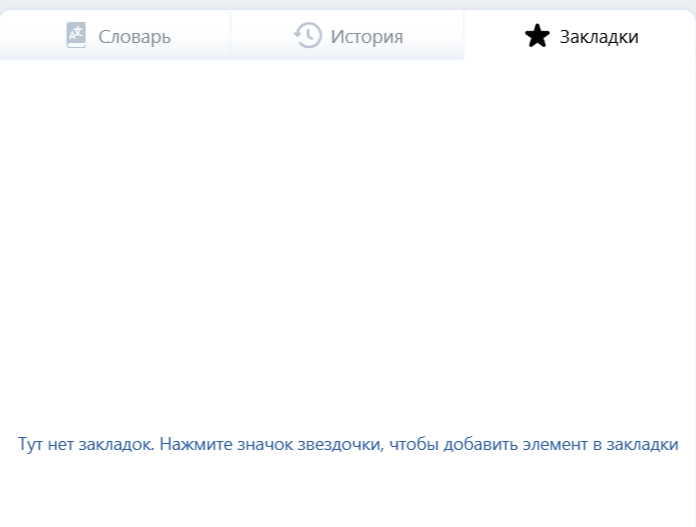 Словарь
История
Закладки
Тут нет закладок. Нажмите значок звездочки, чтобы добавить элемент в закладки